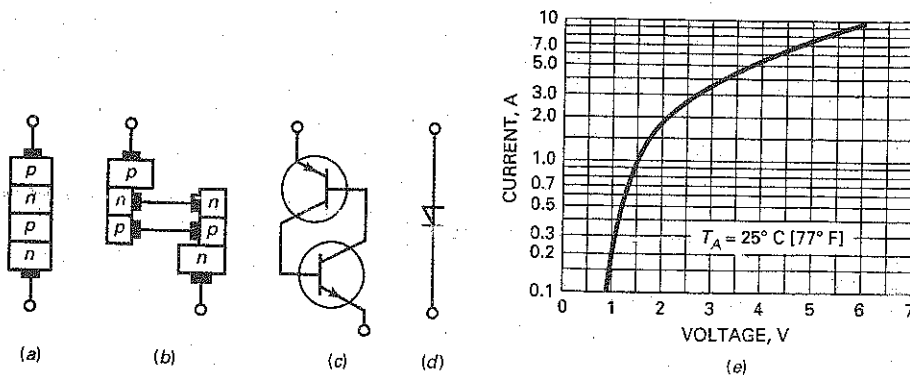 p
n
p
n
(a)
p
n
p
n
p
n
(b)
(c)
(d)
CURRENT, A
10
7.0
5.0
3.0
2.0
1.0
0.7
0.5
0.3
0.2
0.1
T_A = 25° C [77° F]
0 1 2 3 4 5 6 7
VOLTAGE, V
(e)